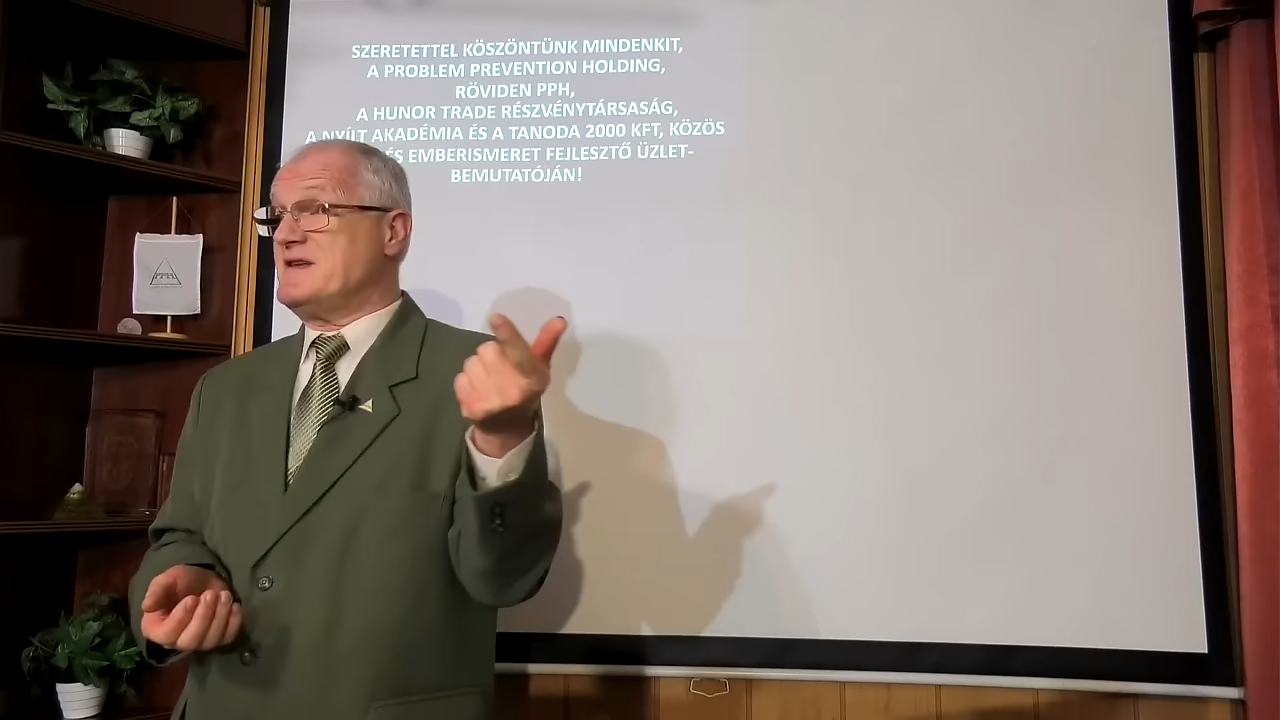 SZERETETTEL KÖSZÖNTÜNK MINDENKIT,
A PROBLEM PREVENTION HOLDING,
RÖVIDEN PPH,
A HUNOR TRADE RÉSZVÉNYTÁRSASÁG,
A NYÍLT AKADÉMIA ÉS A TANODA 2000 KFT, KÖZÖS
ÉS EMBERISMERET FEJLESZTŐ ÜZLET-
BEMUTATÓJÁN!
PPH